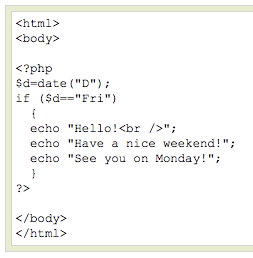 <html>
<body>

<?php
$d=date("D");
if ($d=="Fri")
  {
  echo "Hello!<br />";
  echo "Have a nice weekend!";
  echo "See you on Monday!";
  }
?>

</body>
</html>